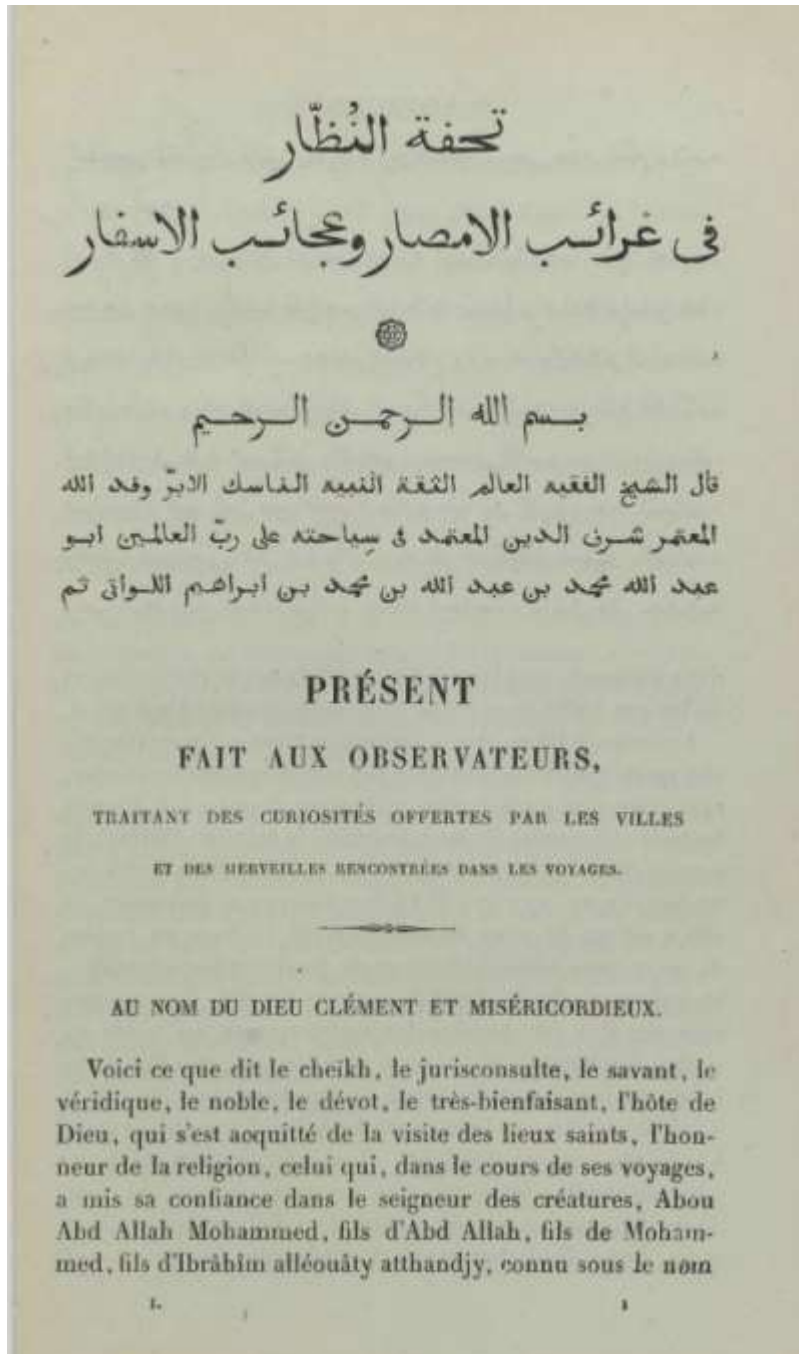 تحفة النُظّار
فى غرائب الامصار وعجائب الاسفار
بسم الله الرحمن الرحيم
قال الشيخ الفقيه العالم الثقة النبيه الناسك الابرّ وفد الله
المعتمر شرف الدين المعتمد فى سِياحته على ربّ العالمين ابو
عبد الله محمد بن عبد الله بن محمد بن ابراهيم اللواتى ثم
PRÉSENT
FAIT AUX OBSERVATEURS,
TRAITANT DES CURIOSITÉS OFFERTES PAR LES VILLES
ET DES MERVEILLES RENCONTRÉES DANS LES VOYAGES.
AU NOM DU DIEU CLÉMENT ET MISÉRICORDIEUX.
Voici ce que dit le cheïkh, le jurisconsulte, le savant, le
véridique, le noble, le dévot, le très-bienfaisant, l'hôte de
Dieu, qui s'est acquitté de la visite des lieux saints, l'hon-
neur de la religion, celui qui, dans le cours de ses voyages,
a mis sa confiance dans le seigneur des créatures, Abou
Abd Allah Mohammed, fils d'Abd Allah, fils de Moham-
med, fils d'Ibrâhîm alléouâty atthandjy, connu sous le nom
I. 1